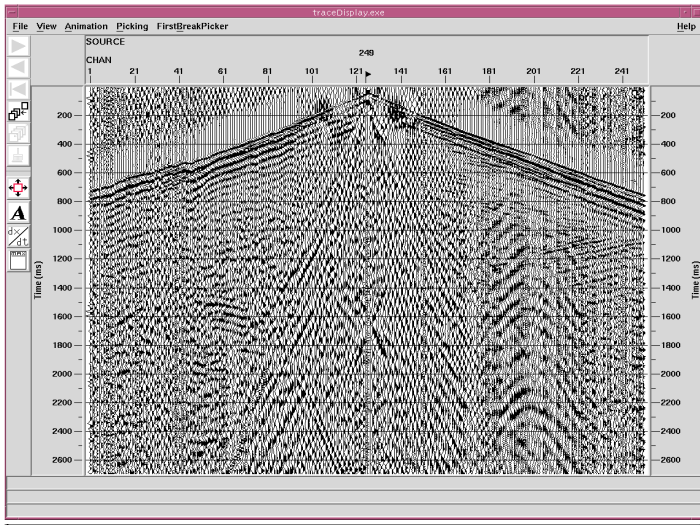 traceDisplay.exe
File View Animation Picking FirstBreakPicker Help
SOURCE
249
CHAN
1 21 41 61 81 101 121 141 161 181 201 221 241
200 200
400 400
600 600
800 800
1000 1000
1200 1200
1400 1400
1600 1600
1800 1800
2000 2000
2200 2200
2400 2400
2600 2600
Time (ms) Time (ms)
A
dx/dt